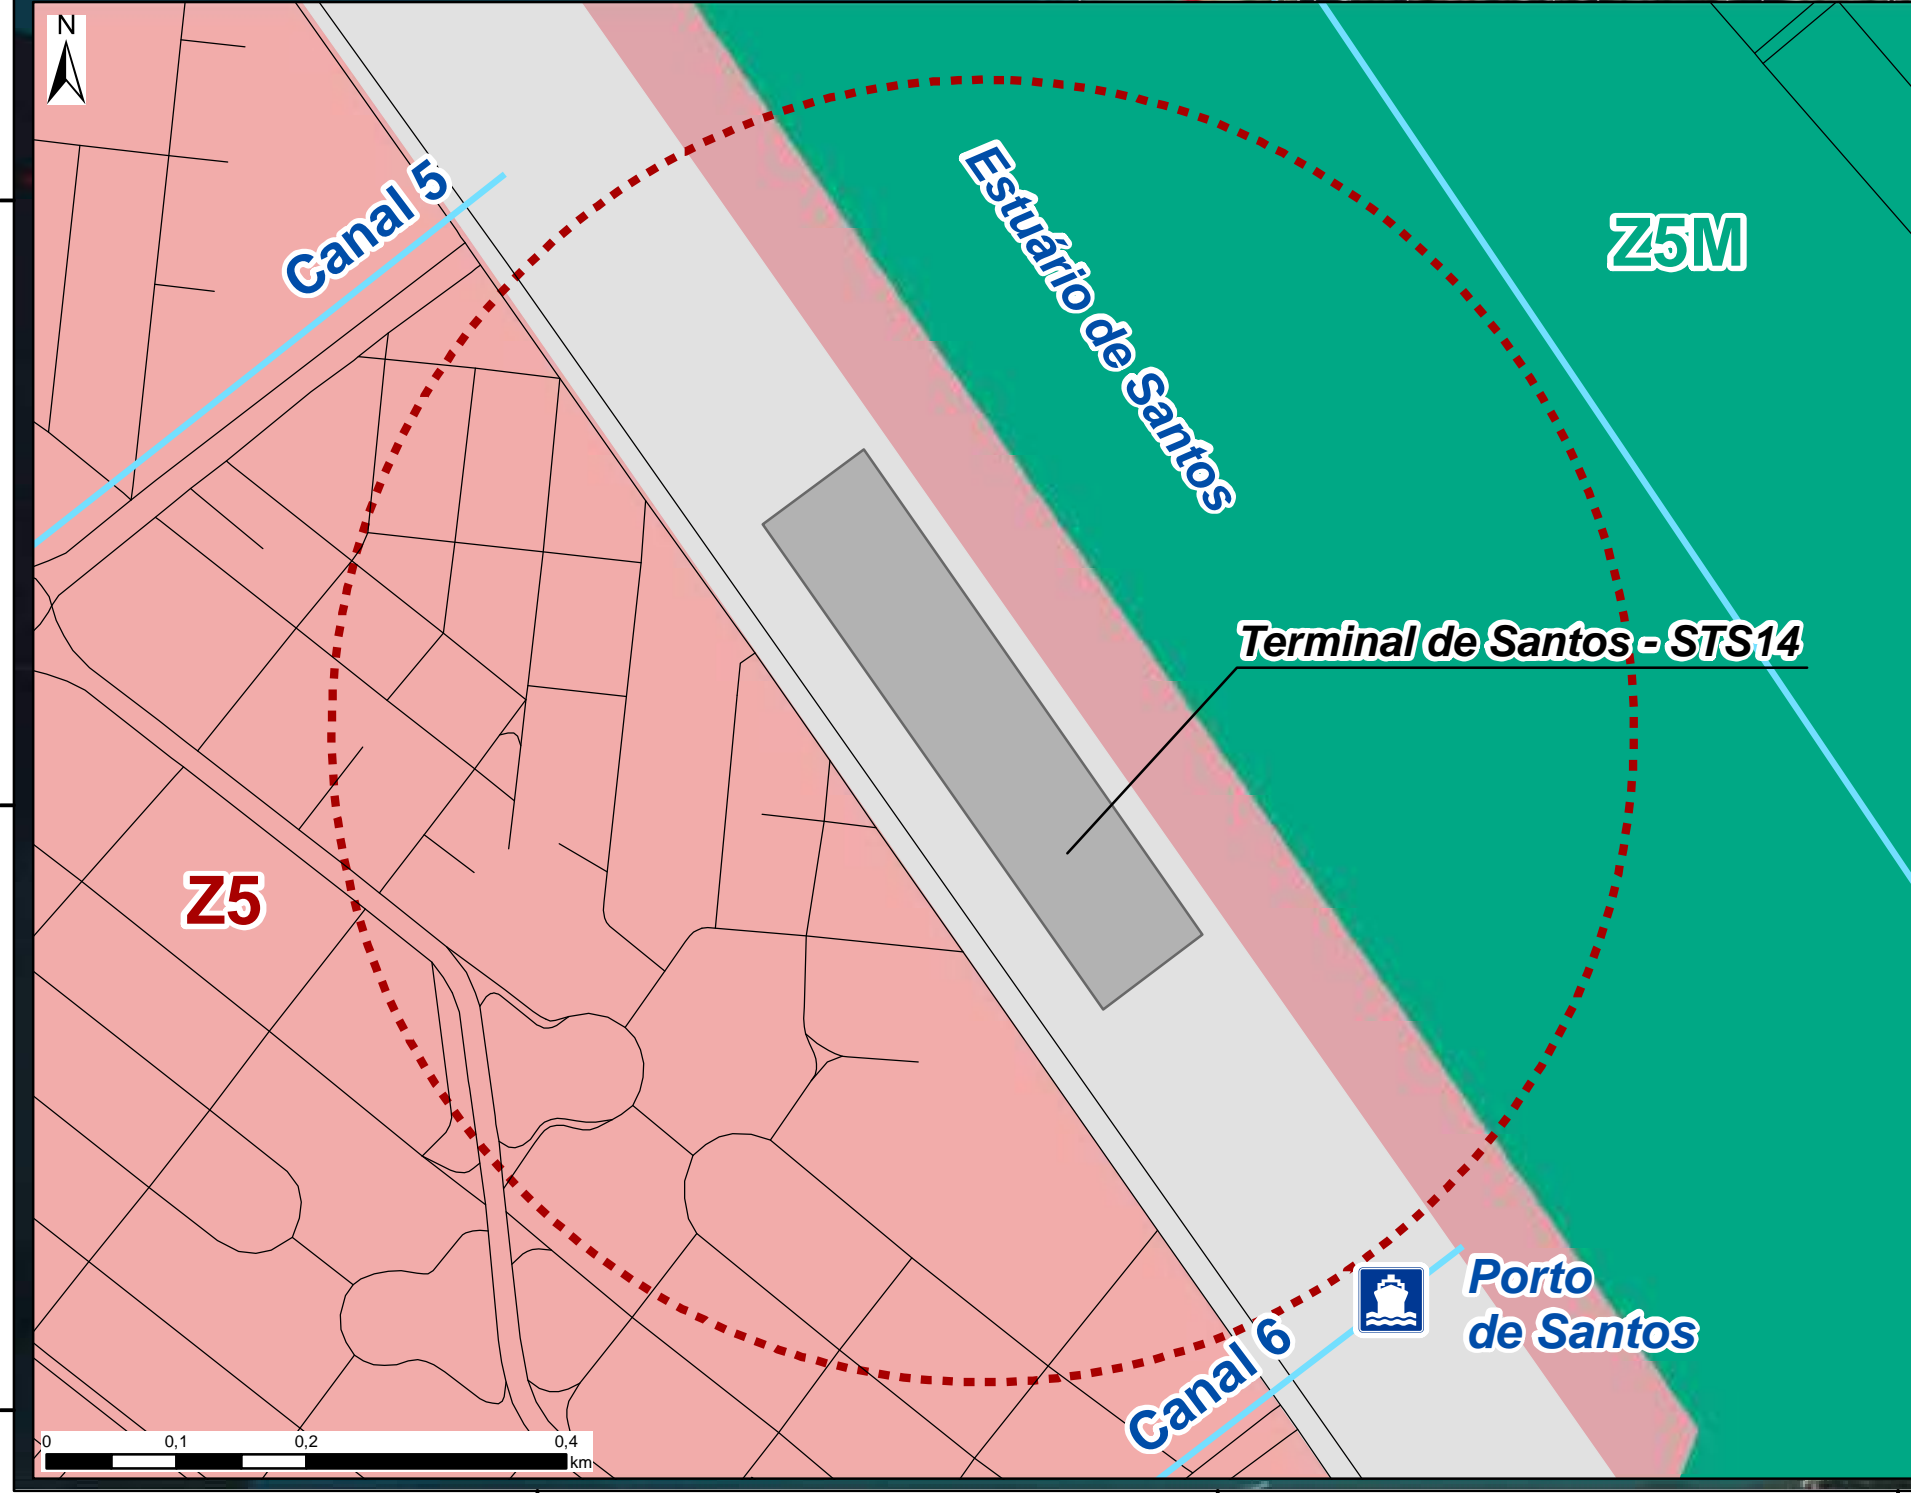 N
Canal 5
Estuário de Santos
Z5M
Terminal de Santos - STS14
Z5
Porto
de Santos
Canal 6
0 0,1 0,2 0,4
km